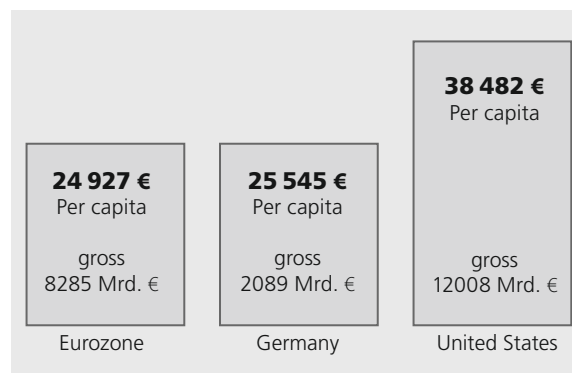 24 927 €
Per capita
gross
8285 Mrd. €
Eurozone
25 545 €
Per capita
gross
2089 Mrd. €
Germany
38 482 €
Per capita
gross
12008 Mrd. €
United States